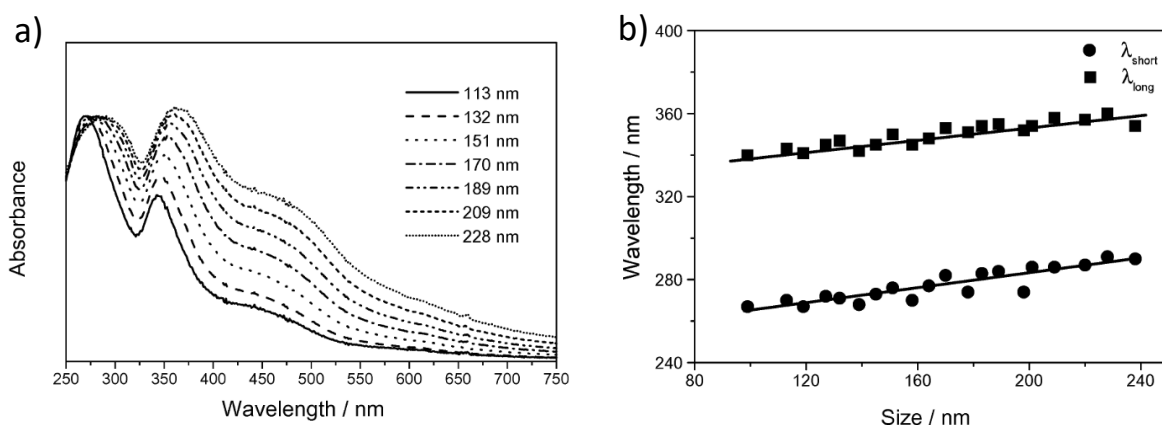 a)
Absorbance
113 nm
132 nm
151 nm
170 nm
189 nm
209 nm
228 nm
250 300 350 400 450 500 550 600 650 700 750
Wavelength / nm
b)
Wavelength / nm
400
360
320
280
240
λshort
λlong
80 120 160 200 240
Size / nm